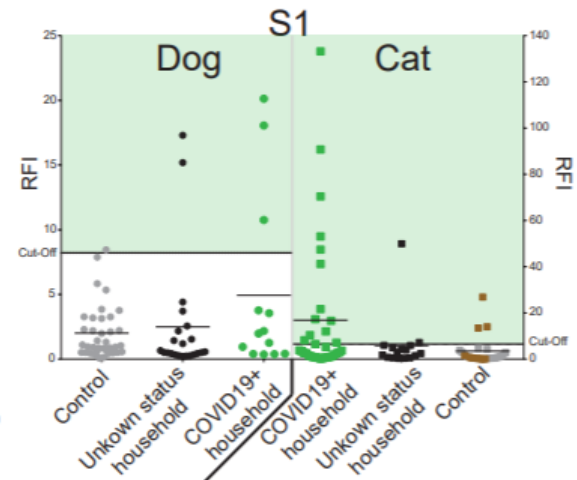 S1
Dog
Cat
RFI
25
20
15
10
Cut-Off
5
0
140
120
100
80
60
40
20
Cut-Off
0
RFI
Control
Unkown status
household
COVID19+
household
COVID19+
household
Unkown status
household
Control